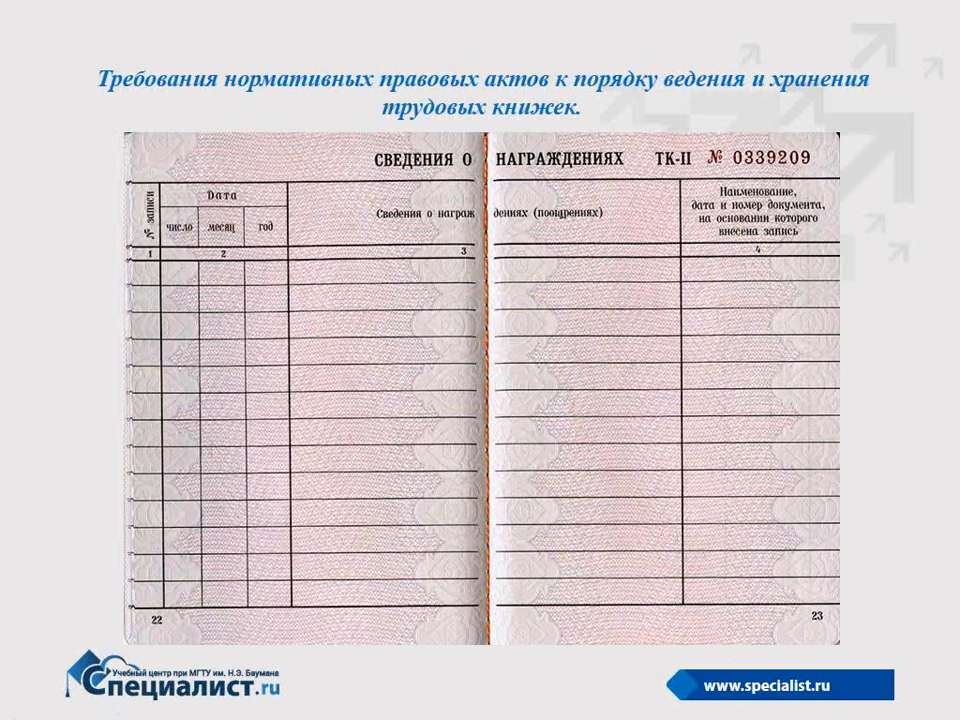 Требования нормативных правовых актов к порядку ведения и хранения
трудовых книжек.
СВЕДЕНИЯ О НАГРАЖДЕНИЯХ ТК-II № 0339209
№ записи
Дата
число месяц год
Сведения о награждениях (поощрениях)
Наименование,
дата и номер документа,
на основании которого
внесена запись
1 2 3 4
22 23
Учебный центр при МГТУ им. Н.Э. Баумана
Специалист.ru
www.specialist.ru